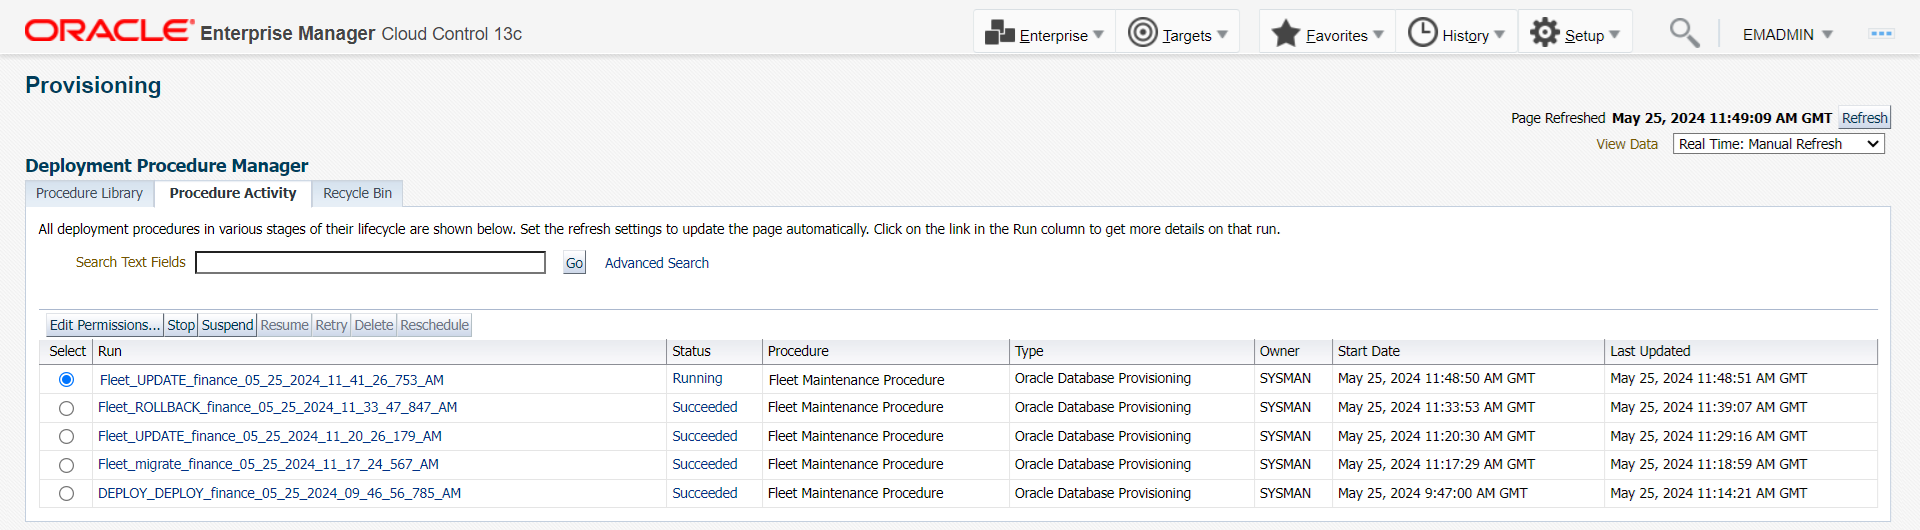 ORACLE Enterprise Manager Cloud Control 13c Enterprise Targets Favorites History Setup EMADMIN
Provisioning
Page Refreshed May 25, 2024 11:49:09 AM GMT Refresh
View Data Real Time: Manual Refresh
Deployment Procedure Manager
Procedure Library Procedure Activity Recycle Bin
All deployment procedures in various stages of their lifecycle are shown below. Set the refresh settings to update the page automatically. Click on the link in the Run column to get more details on that run.
Search Text Fields Go Advanced Search
Edit Permissions... Stop Suspend Resume Retry Delete Reschedule
Select Run Status Procedure Type Owner Start Date Last Updated
Fleet_UPDATE_finance_05_25_2024_11_41_26_753_AM Running Fleet Maintenance Procedure Oracle Database Provisioning SYSMAN May 25, 2024 11:48:50 AM GMT May 25, 2024 11:48:51 AM GMT
Fleet_ROLLBACK_finance_05_25_2024_11_33_47_847_AM Succeeded Fleet Maintenance Procedure Oracle Database Provisioning SYSMAN May 25, 2024 11:33:53 AM GMT May 25, 2024 11:39:07 AM GMT
Fleet_UPDATE_finance_05_25_2024_11_20_26_179_AM Succeeded Fleet Maintenance Procedure Oracle Database Provisioning SYSMAN May 25, 2024 11:20:30 AM GMT May 25, 2024 11:29:16 AM GMT
Fleet_migrate_finance_05_25_2024_11_17_24_567_AM Succeeded Fleet Maintenance Procedure Oracle Database Provisioning SYSMAN May 25, 2024 11:17:29 AM GMT May 25, 2024 11:18:59 AM GMT
DEPLOY_DEPLOY_finance_05_25_2024_09_46_56_785_AM Succeeded Fleet Maintenance Procedure Oracle Database Provisioning SYSMAN May 25, 2024 9:47:00 AM GMT May 25, 2024 11:14:21 AM GMT